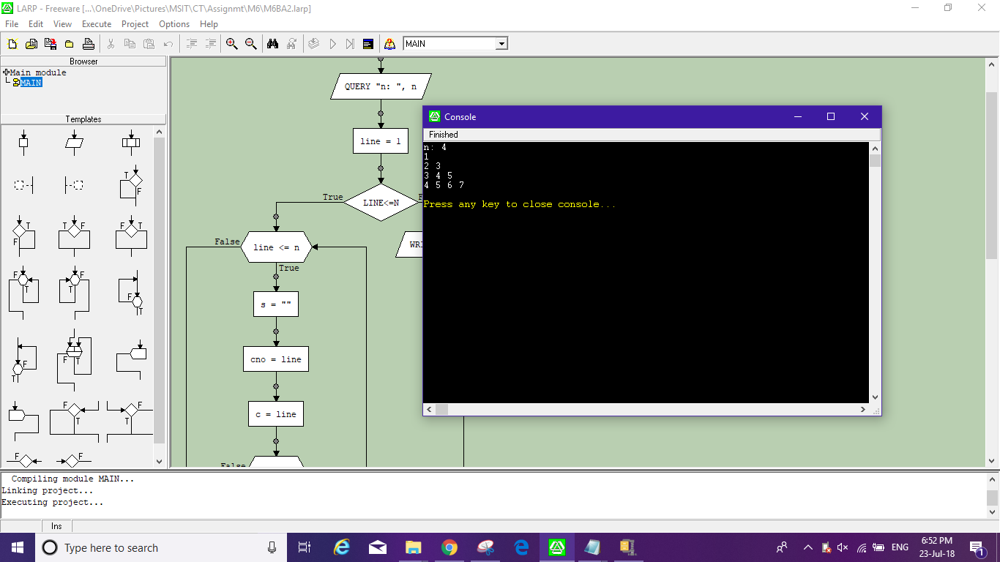 LARP - Freeware [...\OneDrive\Pictures\MSIT\CT\Assignmt\M6\M6BA2.larp]
File Edit View Execute Project Options Help
MAIN
Browser
Main module
MAIN
Templates
T
F
T
F
T
F
T
F
T
F
T
F
T
F
T
F
F
T
F
T
F
T
F
F
QUERY "n: ", n
line = 1
LINE<=N
True
F
WRI
line <= n
False
True
s = ""
cno = line
c = line
False
Console
Finished
n: 4
1
2 3
3 4 5
4 5 6 7
Press any key to close console...
Compiling module MAIN...
Linking project...
Executing project...
Ins
Type here to search
ENG
6:52 PM
23-Jul-18
1